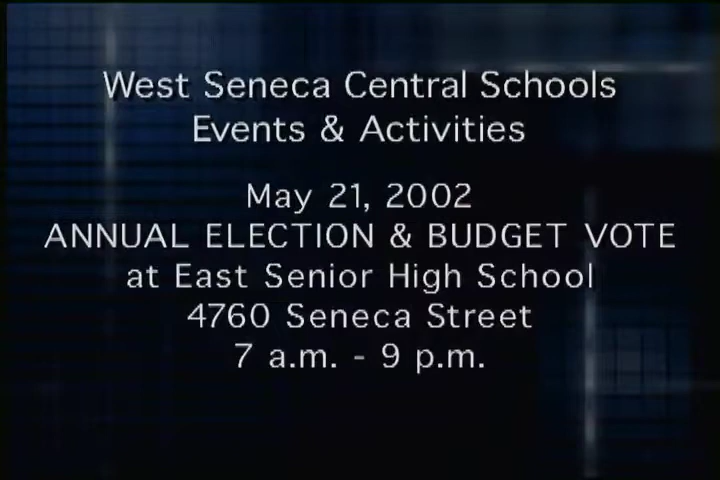 West Seneca Central Schools
Events & Activities
May 21, 2002
ANNUAL ELECTION & BUDGET VOTE
at East Senior High School
4760 Seneca Street
7 a.m. - 9 p.m.